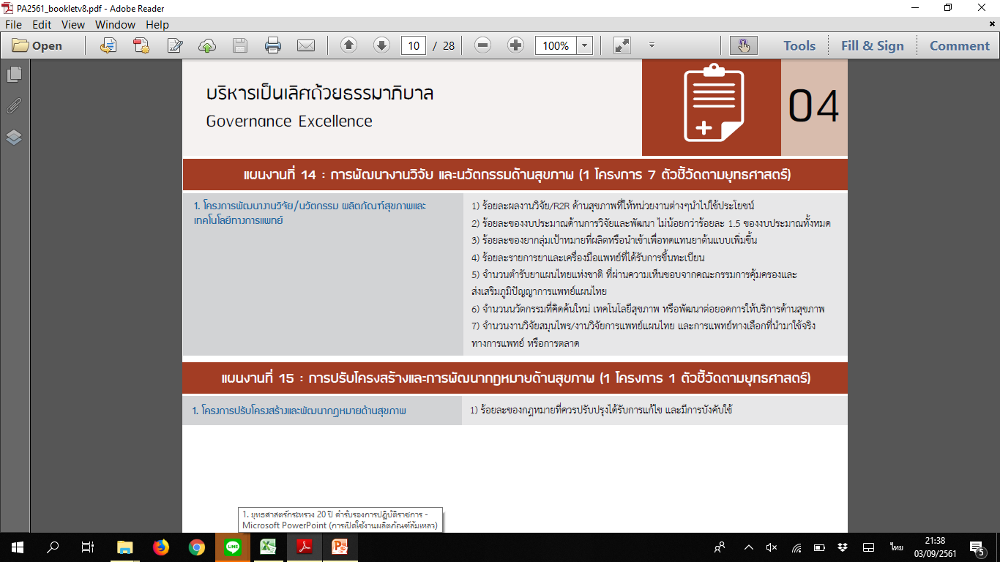 PA2561_bookletv8.pdf - Adobe Reader
File Edit View Window Help
Open 10 / 28 100% Tools Fill & Sign Comment
บริหารเป็นเลิศด้วยธรรมาภิบาล
Governance Excellence
04
แผนงานที่ 14 : การพัฒนางานวิจัย และนวัตกรรมด้านสุขภาพ (1 โครงการ 7 ตัวชี้วัดตามยุทธศาสตร์)
1. โครงการพัฒนางานวิจัย/นวัตกรรม ผลิตภัณฑ์สุขภาพและ
เทคโนโลยีทางการแพทย์
1) ร้อยละผลงานวิจัย/R2R ด้านสุขภาพที่ให้หน่วยงานต่างๆนำไปใช้ประโยชน์
2) ร้อยละของงบประมาณด้านการวิจัยและพัฒนา ไม่น้อยกว่าร้อยละ 1.5 ของงบประมาณทั้งหมด
3) ร้อยละของยากลุ่มเป้าหมายที่ผลิตหรือนำเข้าเพื่อทดแทนยาต้นแบบเพิ่มขึ้น
4) ร้อยละรายการยาและเครื่องมือแพทย์ที่ได้รับการขึ้นทะเบียน
5) จำนวนตำรับยาแผนไทยแห่งชาติ ที่ผ่านความเห็นชอบจากคณะกรรมการคุ้มครองและ
ส่งเสริมภูมิปัญญาการแพทย์แผนไทย
6) จำนวนนวัตกรรมที่คิดค้นใหม่ เทคโนโลยีสุขภาพ หรือพัฒนาต่อยอดการให้บริการด้านสุขภาพ
7) จำนวนงานวิจัยสมุนไพร/งานวิจัยการแพทย์แผนไทย และการแพทย์ทางเลือกที่นำมาใช้จริง
ทางการแพทย์ หรือการตลาด
แผนงานที่ 15 : การปรับโครงสร้างและการพัฒนากฎหมายด้านสุขภาพ (1 โครงการ 1 ตัวชี้วัดตามยุทธศาสตร์)
1. โครงการปรับโครงสร้างและพัฒนากฎหมายด้านสุขภาพ
1) ร้อยละของกฎหมายที่ควรปรับปรุงได้รับการแก้ไข และมีการบังคับใช้
1. ยุทธศาสตร์กระทรวง 20 ปี คำรับรองการปฏิบัติราชการ -
Microsoft PowerPoint (การเปิดใช้งานผลิตภัณฑ์ล้มเหลว)
LINE
ไทย
21:38
03/09/2561
5